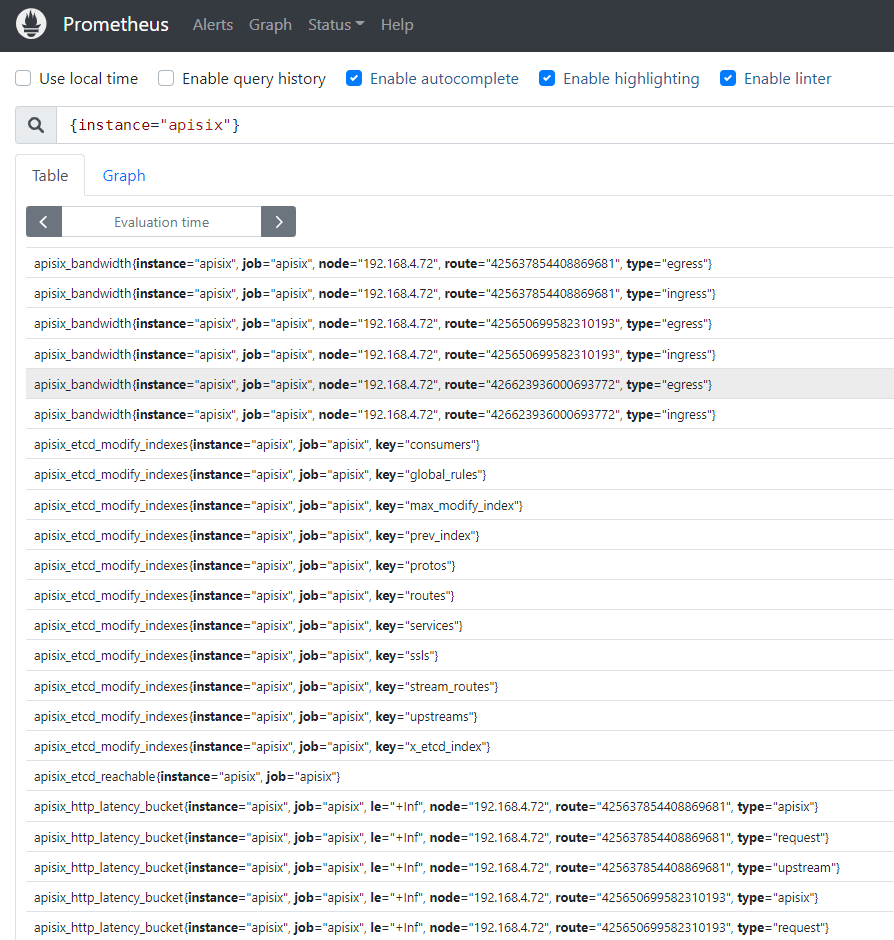 Prometheus Alerts Graph Status Help
Use local time Enable query history Enable autocomplete Enable highlighting Enable linter
{instance="apisix"}
Table Graph
Evaluation time
apisix_bandwidth{instance="apisix", job="apisix", node="192.168.4.72", route="425637854408869681", type="egress"}
apisix_bandwidth{instance="apisix", job="apisix", node="192.168.4.72", route="425637854408869681", type="ingress"}
apisix_bandwidth{instance="apisix", job="apisix", node="192.168.4.72", route="425650699582310193", type="egress"}
apisix_bandwidth{instance="apisix", job="apisix", node="192.168.4.72", route="425650699582310193", type="ingress"}
apisix_bandwidth{instance="apisix", job="apisix", node="192.168.4.72", route="426623936000693772", type="egress"}
apisix_bandwidth{instance="apisix", job="apisix", node="192.168.4.72", route="426623936000693772", type="ingress"}
apisix_etcd_modify_indexes{instance="apisix", job="apisix", key="consumers"}
apisix_etcd_modify_indexes{instance="apisix", job="apisix", key="global_rules"}
apisix_etcd_modify_indexes{instance="apisix", job="apisix", key="max_modify_index"}
apisix_etcd_modify_indexes{instance="apisix", job="apisix", key="prev_index"}
apisix_etcd_modify_indexes{instance="apisix", job="apisix", key="protos"}
apisix_etcd_modify_indexes{instance="apisix", job="apisix", key="routes"}
apisix_etcd_modify_indexes{instance="apisix", job="apisix", key="services"}
apisix_etcd_modify_indexes{instance="apisix", job="apisix", key="ssls"}
apisix_etcd_modify_indexes{instance="apisix", job="apisix", key="stream_routes"}
apisix_etcd_modify_indexes{instance="apisix", job="apisix", key="upstreams"}
apisix_etcd_modify_indexes{instance="apisix", job="apisix", key="x_etcd_index"}
apisix_etcd_reachable{instance="apisix", job="apisix"}
apisix_http_latency_bucket{instance="apisix", job="apisix", le="+Inf", node="192.168.4.72", route="425637854408869681", type="apisix"}
apisix_http_latency_bucket{instance="apisix", job="apisix", le="+Inf", node="192.168.4.72", route="425637854408869681", type="request"}
apisix_http_latency_bucket{instance="apisix", job="apisix", le="+Inf", node="192.168.4.72", route="425637854408869681", type="upstream"}
apisix_http_latency_bucket{instance="apisix", job="apisix", le="+Inf", node="192.168.4.72", route="425650699582310193", type="apisix"}
apisix_http_latency_bucket{instance="apisix", job="apisix", le="+Inf", node="192.168.4.72", route="425650699582310193", type="request"}